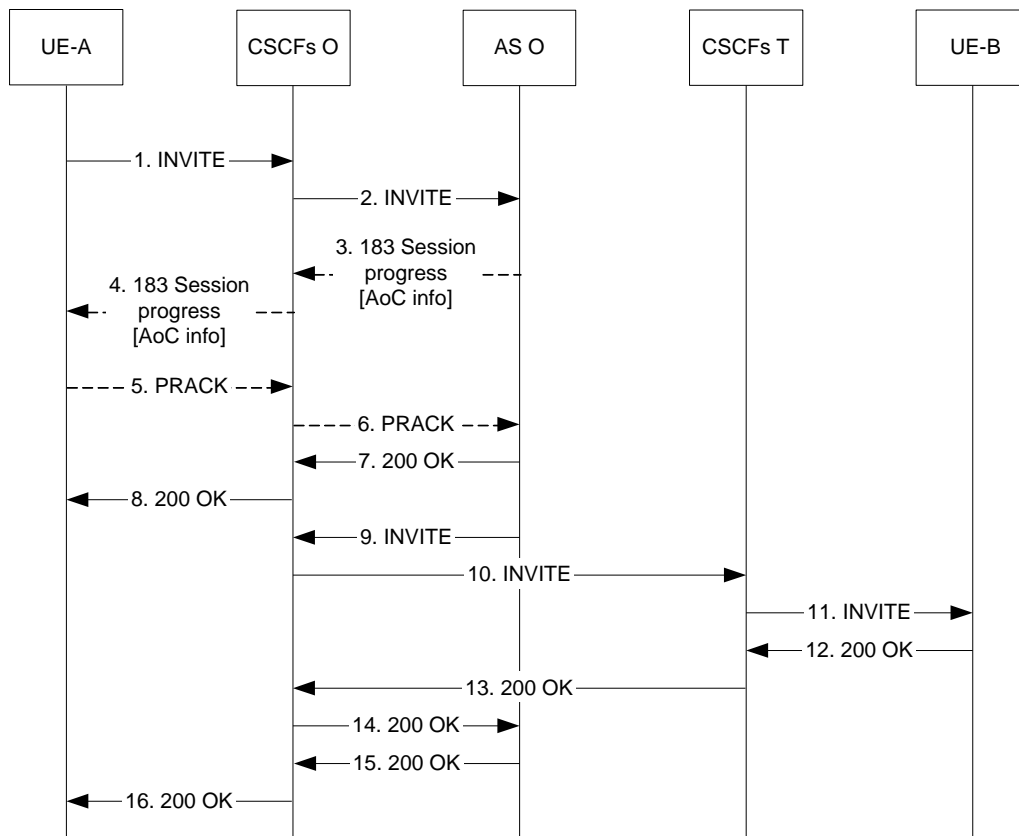 UE-A
CSCFs O
AS O
CSCFs T
UE-B
1. INVITE
2. INVITE
3. 183 Session
progress
[AoC info]
4. 183 Session
progress
[AoC info]
5. PRACK
6. PRACK
7. 200 OK
8. 200 OK
9. INVITE
10. INVITE
11. INVITE
12. 200 OK
13. 200 OK
14. 200 OK
15. 200 OK
16. 200 OK